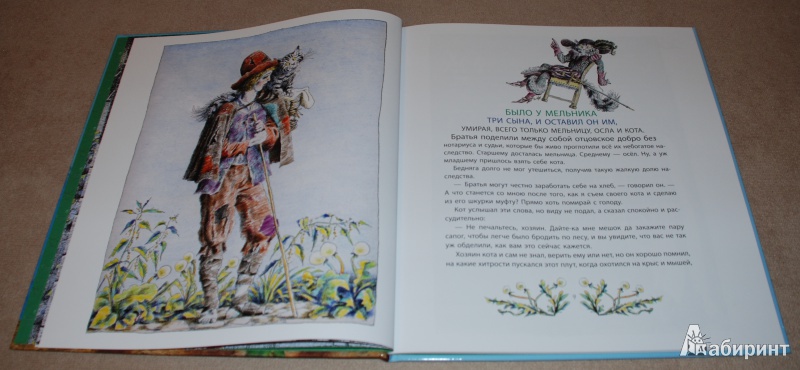 БЫЛО У МЕЛЬНИКА
ТРИ СЫНА, И ОСТАВИЛ ОН ИМ,
УМИРАЯ, ВСЕГО ТОЛЬКО МЕЛЬНИЦУ, ОСЛА И КОТА.
Братья поделили между собой отцовское добро без
нотариуса и судьи, которые бы живо проглотили всё их небогатое на-
следство. Старшему досталась мельница. Среднему — осёл. Ну, а уж
младшему пришлось взять себе кота.
Бедняга долго не мог утешиться, получив такую жалкую долю на-
следства.
— Братья могут честно заработать себе на хлеб, — говорил он. —
А что станется со мною после того, как я съем своего кота и сделаю
из его шкурки муфту? Прямо хоть помирай с голоду.
Кот услышал эти слова, но виду не подал, а сказал спокойно и рас-
судительно:
— Не печальтесь, хозяин. Дайте-ка мне мешок да закажите пару
сапог, чтобы легче было бродить по лесу, и вы увидите, что вас не так
уж обделили, как вам это сейчас кажется.
Хозяин кота и сам не знал, верить ему или нет, но он хорошо помнил,
на какие хитрости пускался этот плут, когда охотился на крыс и мышей,
Лабиринт